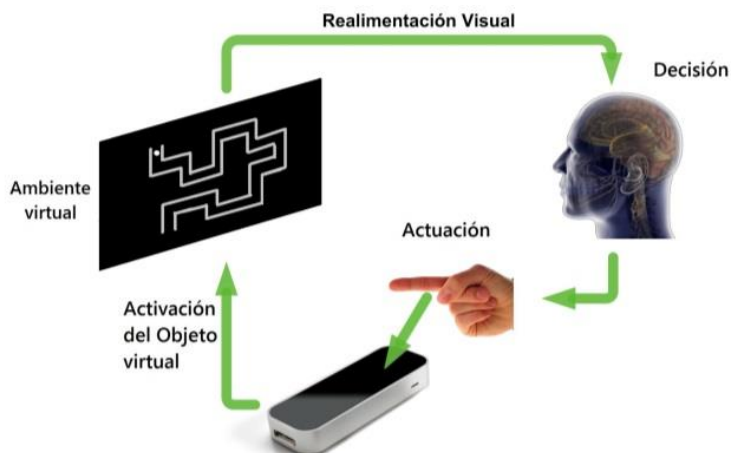 Realimentación Visual
Decisión
Ambiente
virtual
Actuación
Activación
del Objeto
virtual